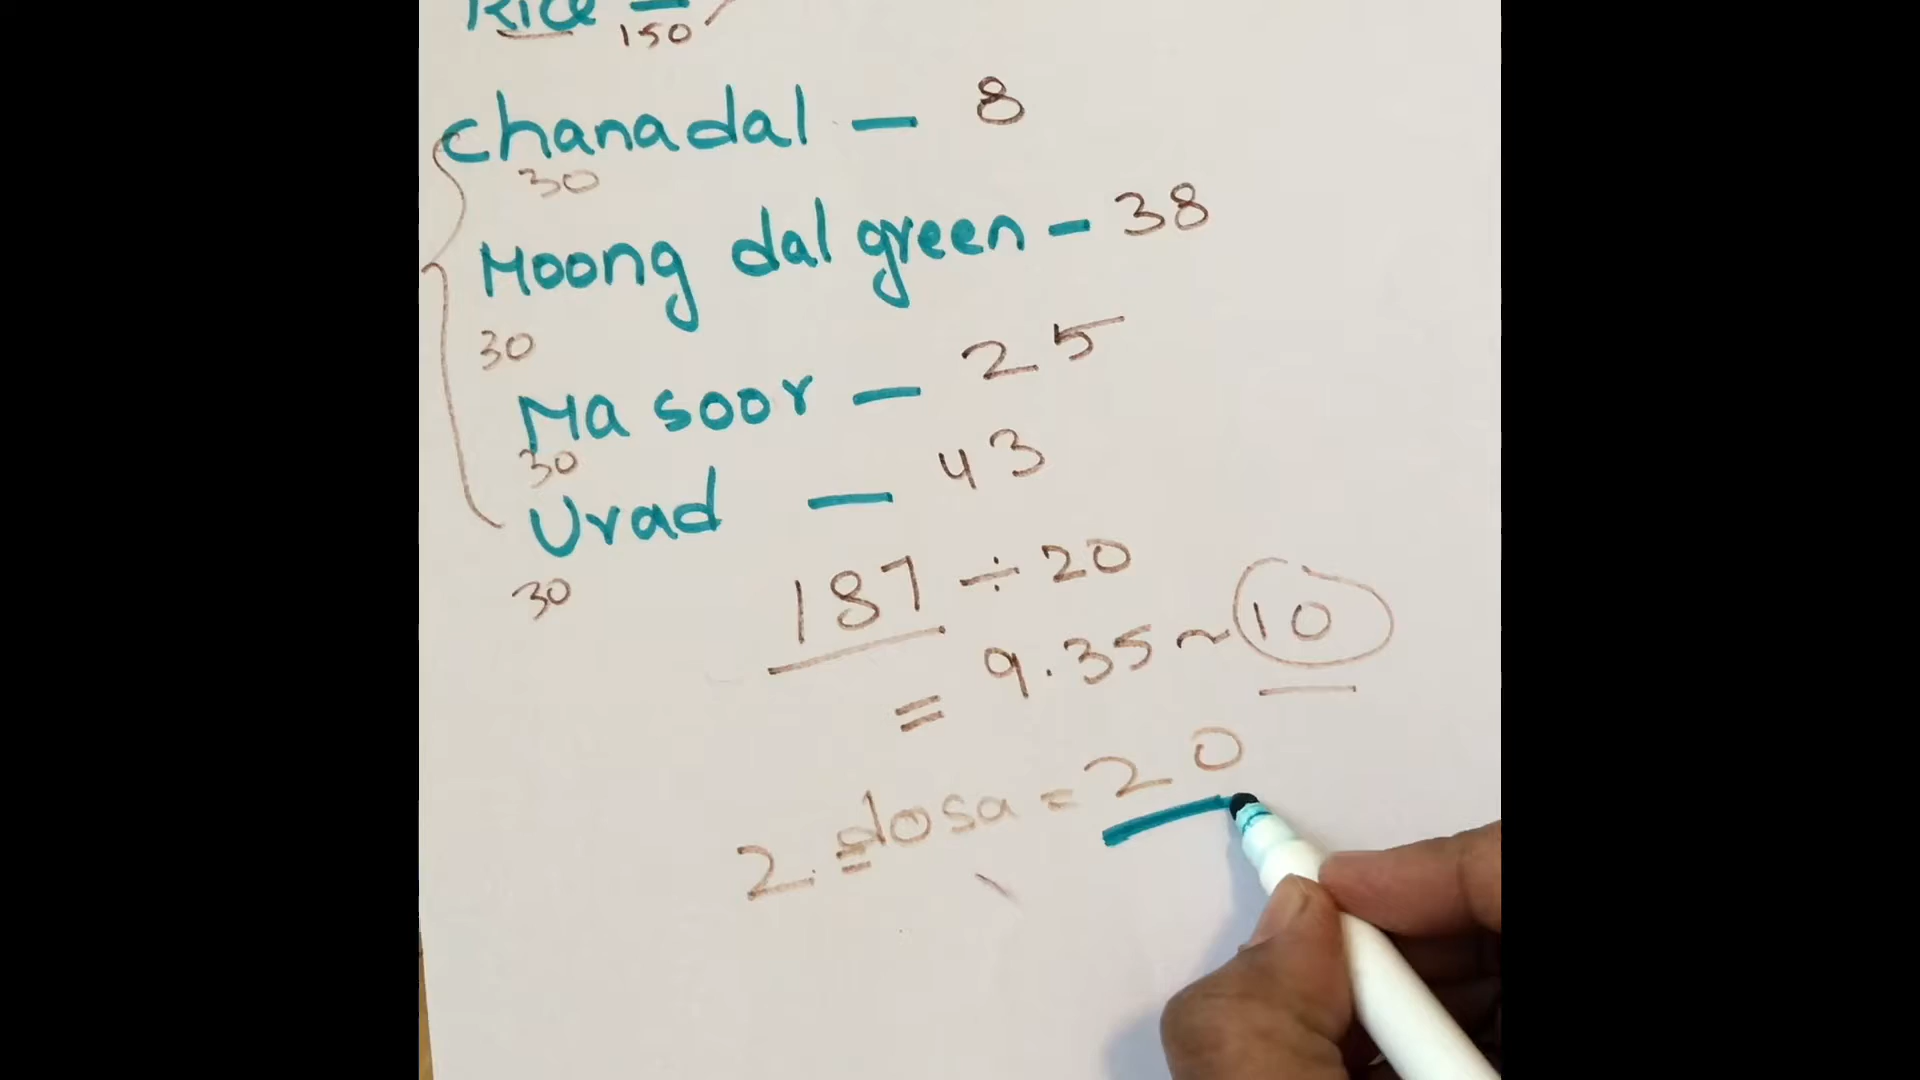 Rice
150
Chanadal — 8
30
Moong dal green - 38
30
Masoor — 25
30
Urad — 43
30
187 ÷ 20
= 9.35 ~ 10
2 = dosa = 20